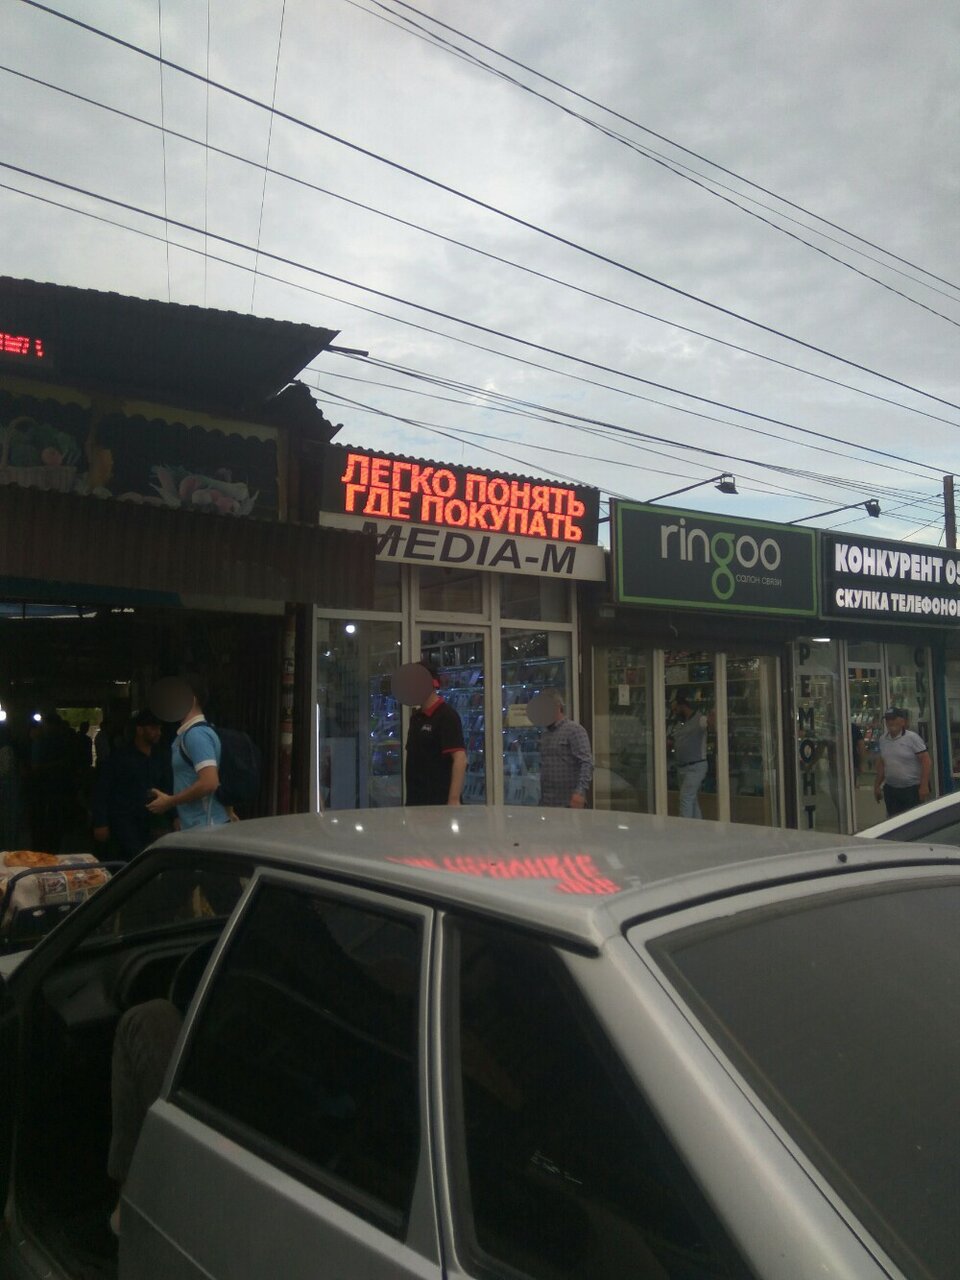 ЛЕГКО ПОНЯТЬ
ГДЕ ПОКУПАТЬ
MEDIA-M
ringoo
салон связи
КОНКУРЕНТ 05
СКУПКА ТЕЛЕФОНОВ
РЕМОНТ